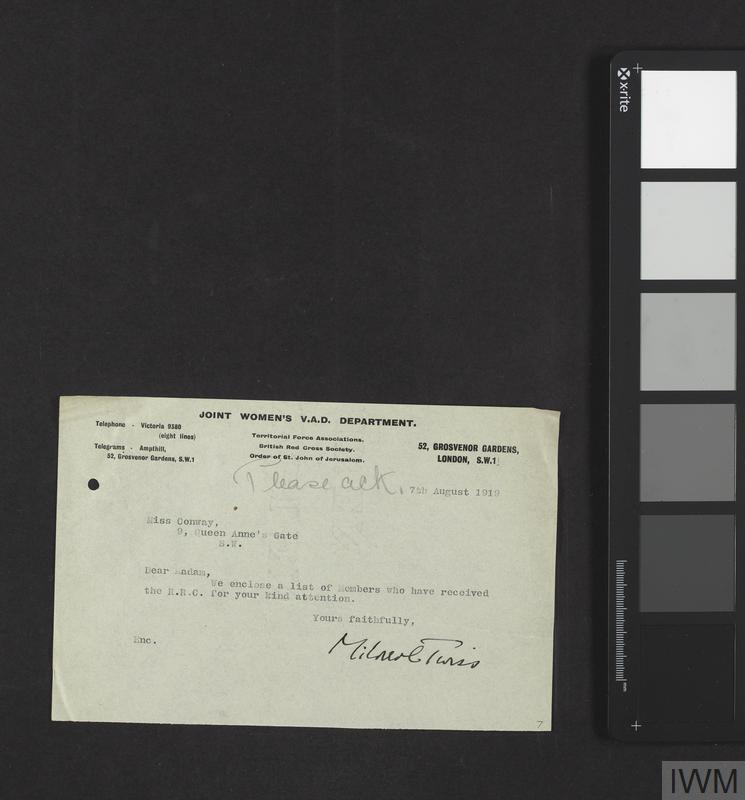 JOINT WOMEN'S V.A.D. DEPARTMENT.
Telephone - Victoria 9380
(eight lines)
Telegrams - Ampthill,
52, Grosvenor Gardens, S.W.1
Territorial Force Associations.
British Red Cross Society.
Order of St. John of Jerusalem.
52, GROSVENOR GARDENS,
LONDON, S.W.1
Please ack.
7th August 1919
Miss Conway,
9, Queen Anne's Gate
S.W.
Dear Madam,
We enclose a list of Members who have received
the R.R.C. for your kind attention.
Yours faithfully,
Enc.
Mildred Twiss
7
x-rite
mm
IWM